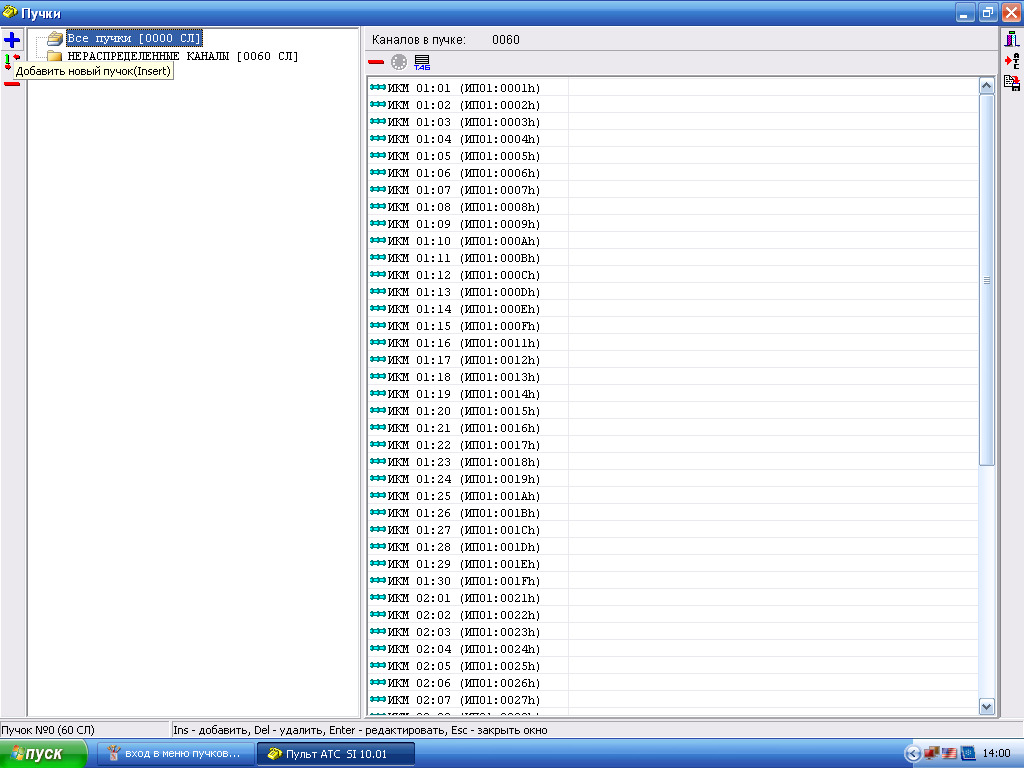 Пучки
Все пучки [0000 СЛ]
НЕРАСПРЕДЕЛЕННЫЕ КАНАЛЫ [0060 СЛ]
Добавить новый пучок(Insert)
Каналов в пучке: 0060
TAБ
ИКМ 01:01 (ИП01:0001h)
ИКМ 01:02 (ИП01:0002h)
ИКМ 01:03 (ИП01:0003h)
ИКМ 01:04 (ИП01:0004h)
ИКМ 01:05 (ИП01:0005h)
ИКМ 01:06 (ИП01:0006h)
ИКМ 01:07 (ИП01:0007h)
ИКМ 01:08 (ИП01:0008h)
ИКМ 01:09 (ИП01:0009h)
ИКМ 01:10 (ИП01:000Ah)
ИКМ 01:11 (ИП01:000Bh)
ИКМ 01:12 (ИП01:000Ch)
ИКМ 01:13 (ИП01:000Dh)
ИКМ 01:14 (ИП01:000Eh)
ИКМ 01:15 (ИП01:000Fh)
ИКМ 01:16 (ИП01:0011h)
ИКМ 01:17 (ИП01:0012h)
ИКМ 01:18 (ИП01:0013h)
ИКМ 01:19 (ИП01:0014h)
ИКМ 01:20 (ИП01:0015h)
ИКМ 01:21 (ИП01:0016h)
ИКМ 01:22 (ИП01:0017h)
ИКМ 01:23 (ИП01:0018h)
ИКМ 01:24 (ИП01:0019h)
ИКМ 01:25 (ИП01:001Ah)
ИКМ 01:26 (ИП01:001Bh)
ИКМ 01:27 (ИП01:001Ch)
ИКМ 01:28 (ИП01:001Dh)
ИКМ 01:29 (ИП01:001Eh)
ИКМ 01:30 (ИП01:001Fh)
ИКМ 02:01 (ИП01:0021h)
ИКМ 02:02 (ИП01:0022h)
ИКМ 02:03 (ИП01:0023h)
ИКМ 02:04 (ИП01:0024h)
ИКМ 02:05 (ИП01:0025h)
ИКМ 02:06 (ИП01:0026h)
ИКМ 02:07 (ИП01:0027h)
Пучок №0 (60 СЛ)
Ins - добавить, Del - удалить, Enter - редактировать, Esc - закрыть окно
пуск
вход в меню пучков...
Пульт АТС SI 10.01
14:00